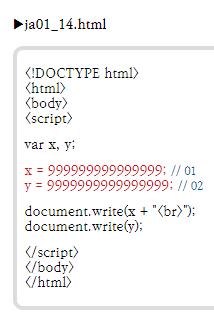 ▶ja01_14.html
<!DOCTYPE html>
<html>
<body>
<script>
var x, y;
x = 999999999999999; // 01
y = 9999999999999999; // 02
document.write(x + "<br>");
document.write(y);
</script>
</body>
</html>